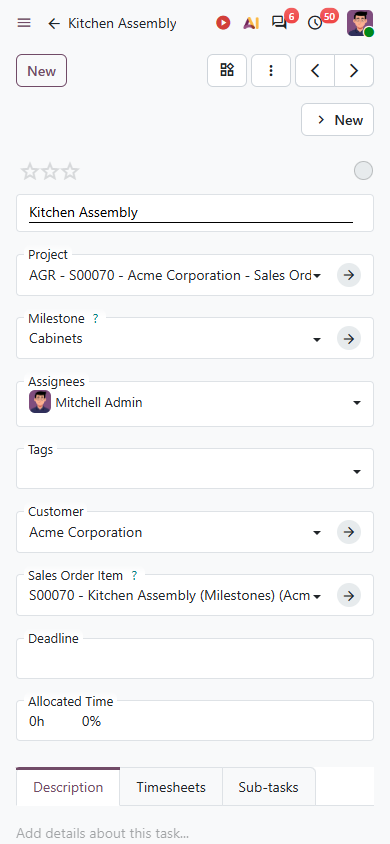 Kitchen Assembly
AI
6
50
New
New
Kitchen Assembly
Project
AGR - S00070 - Acme Corporation - Sales Ord
Milestone ?
Cabinets
Assignees
Mitchell Admin
Tags
Customer
Acme Corporation
Sales Order Item ?
S00070 - Kitchen Assembly (Milestones) (Acm
Deadline
Allocated Time
0h 0%
Description Timesheets Sub-tasks
Add details about this task...